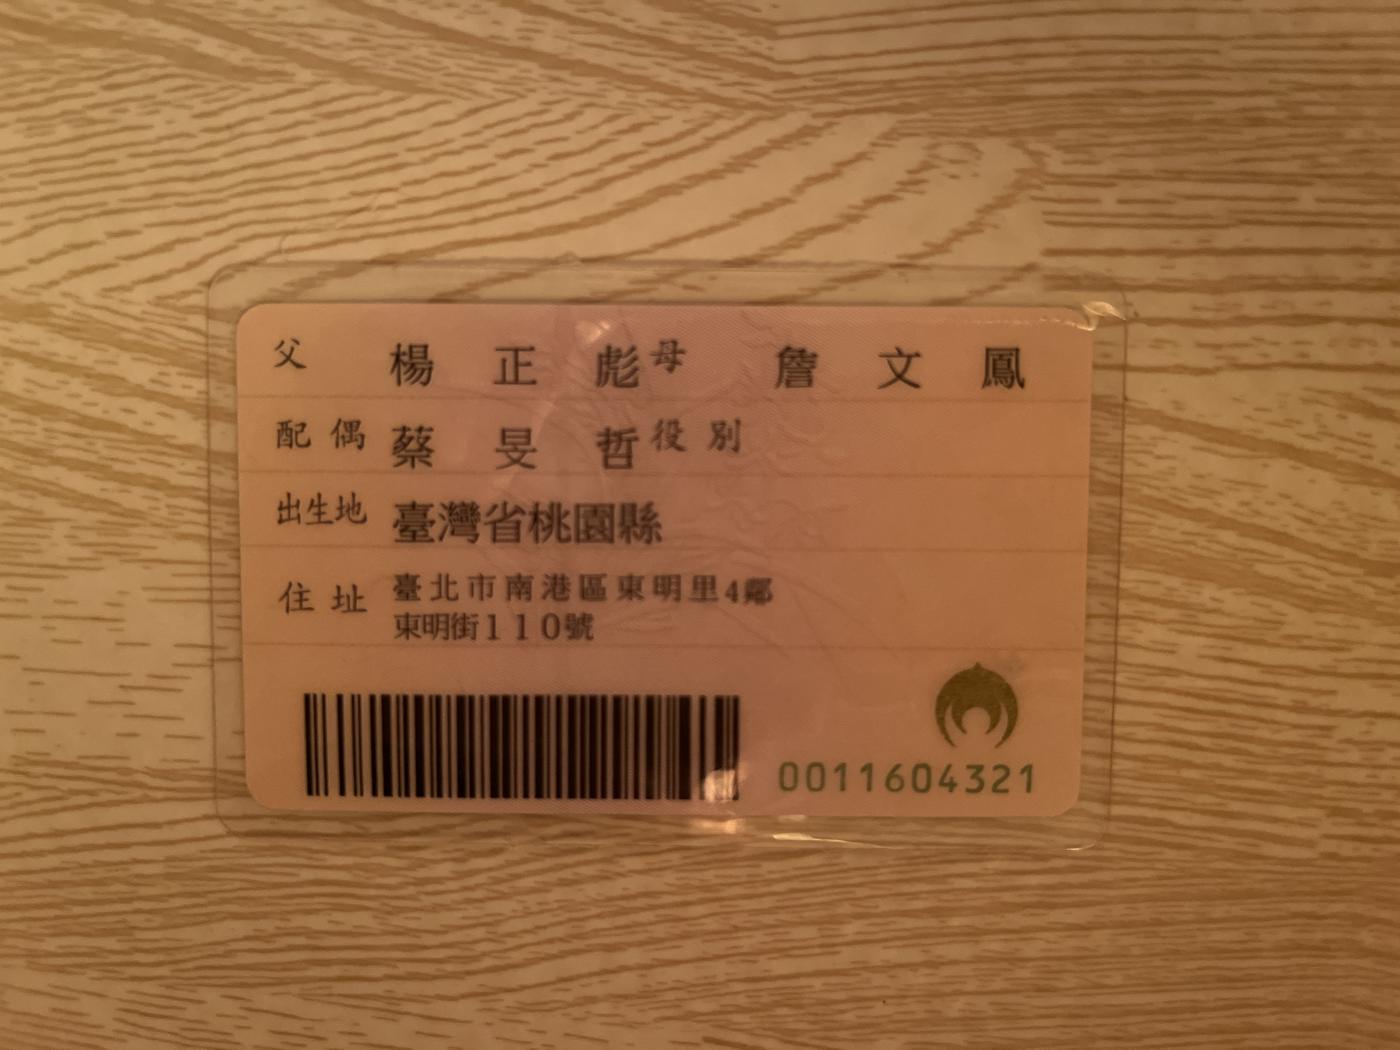 父 楊正彪 母 詹文鳳
配偶 蔡旻哲 役別
出生地 臺灣省桃園縣
住址 臺北市南港區東明里4鄰
東明街110號
0011604321